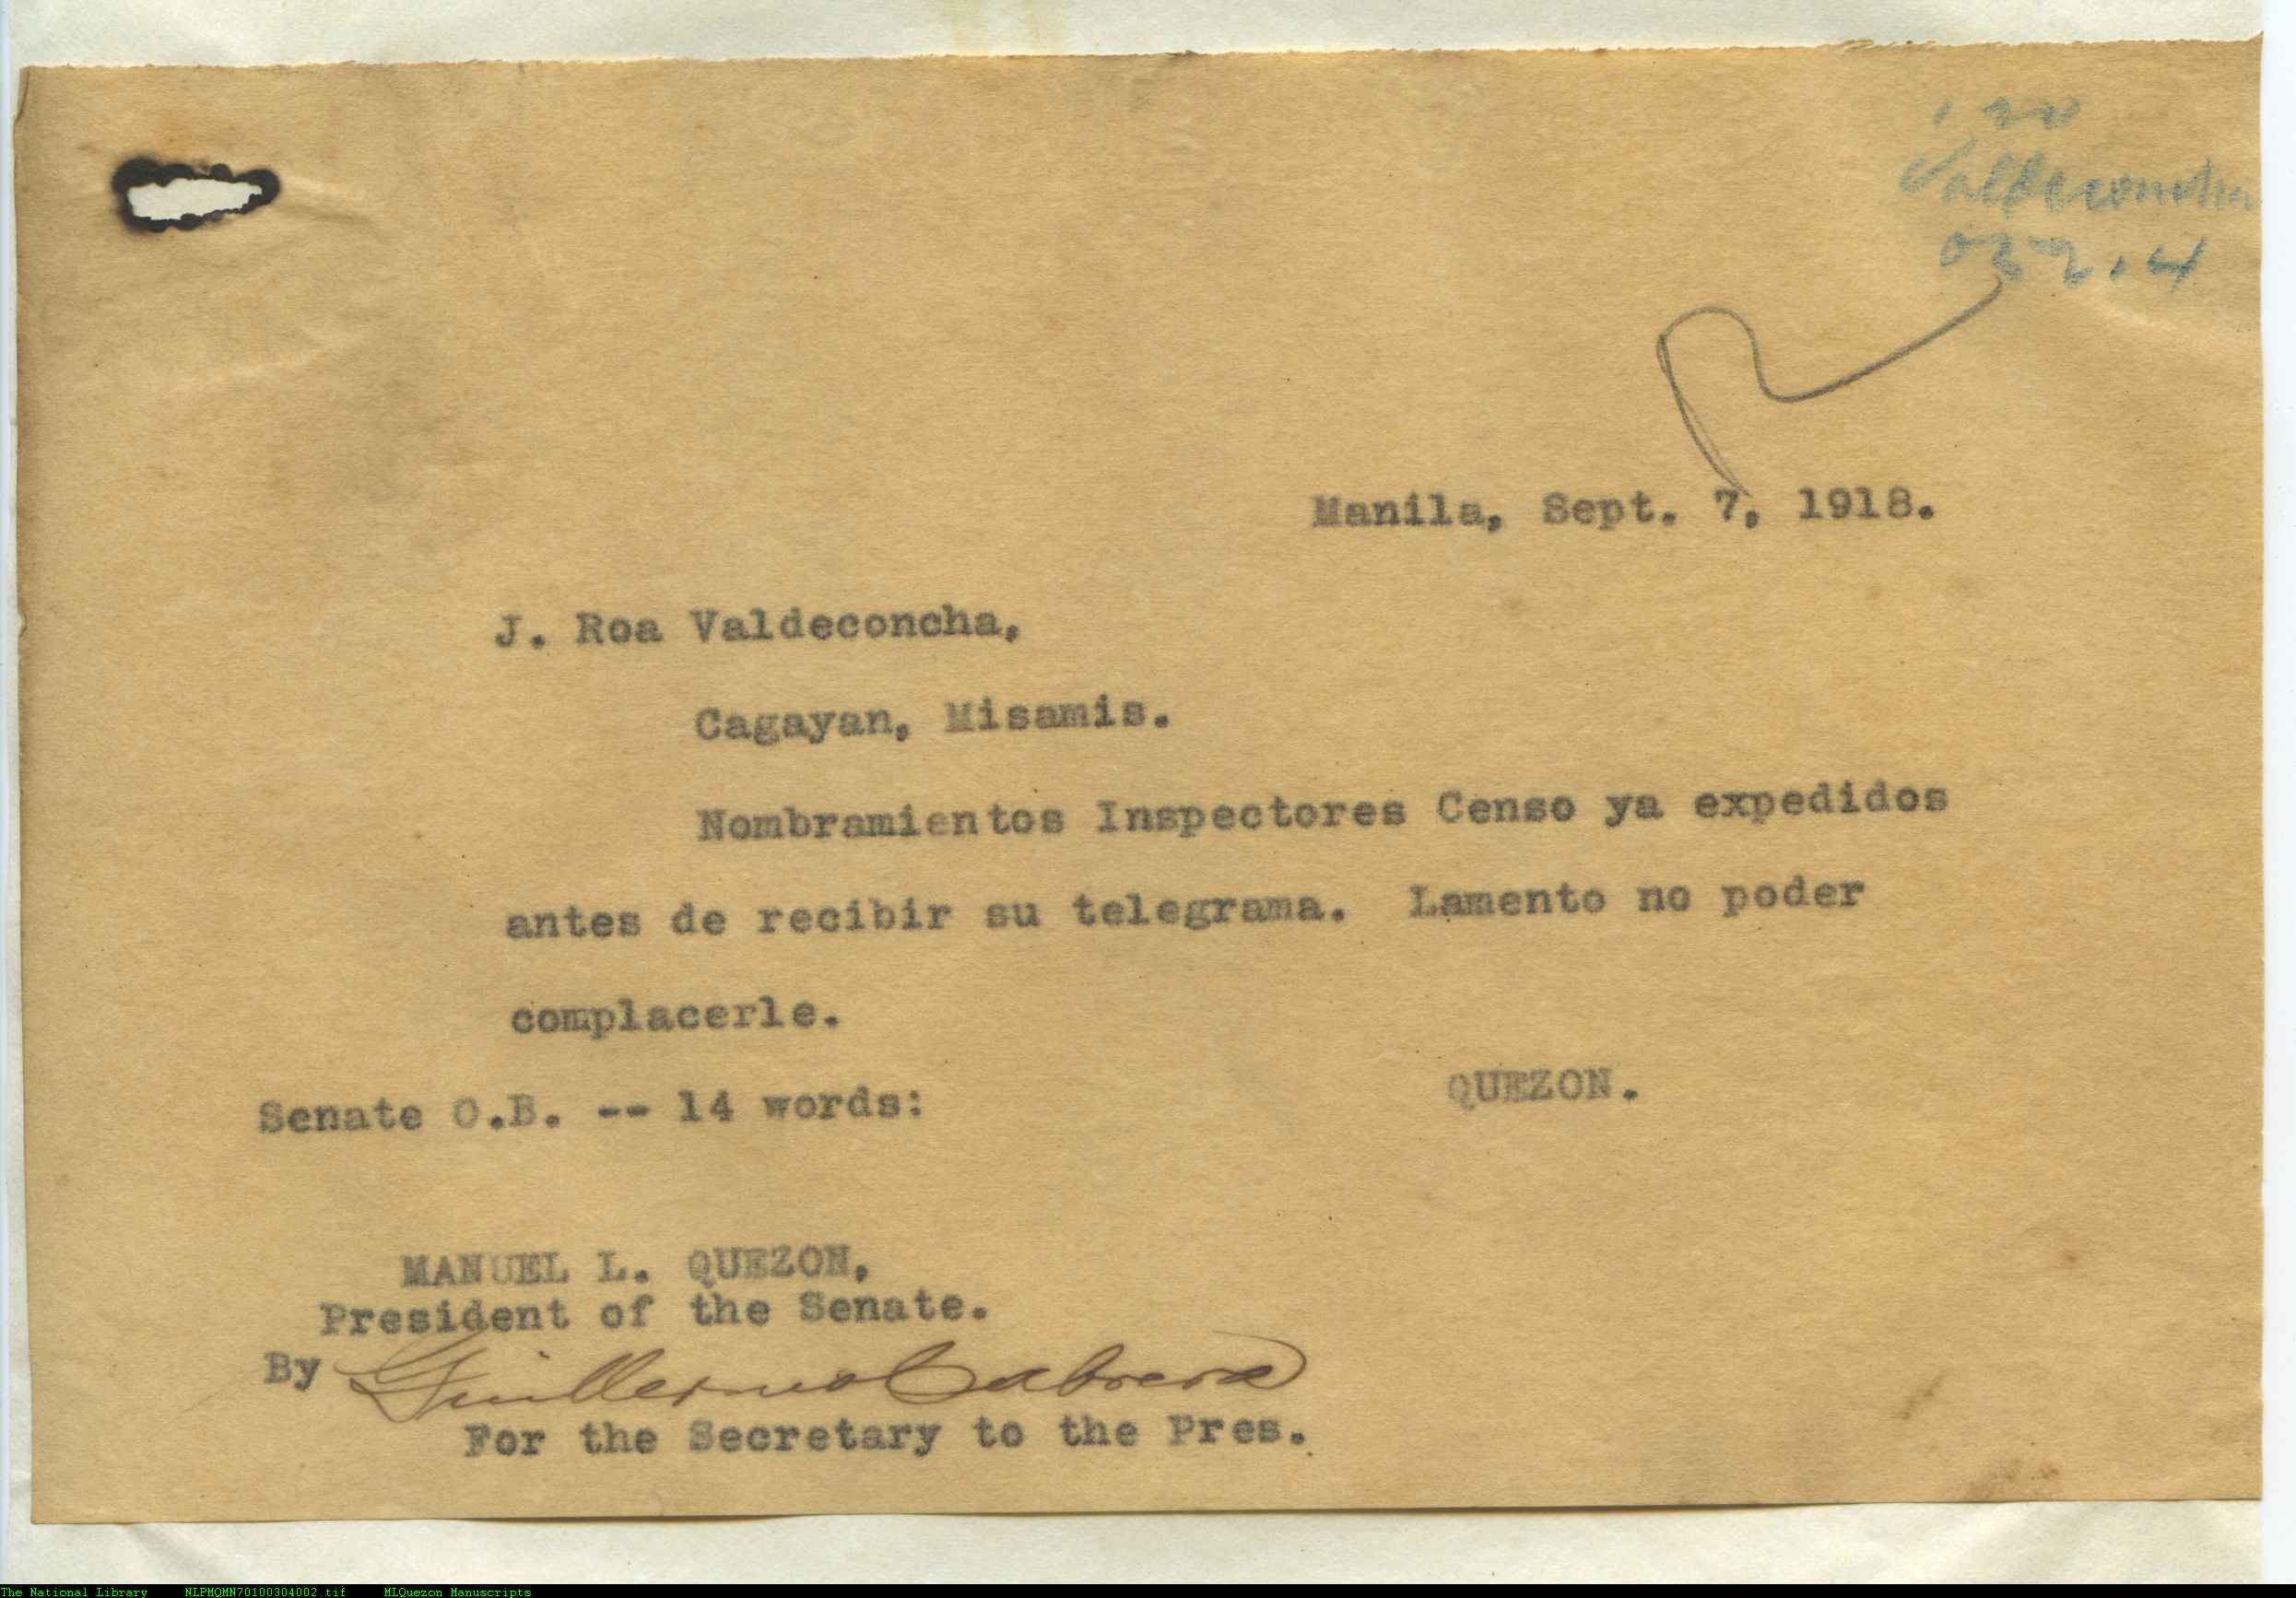 Valdeconcha
Manila, Sept. 7, 1918.
J. Roa Valdeconcha,
Cagayan, Misamis.
Nombramientos Inspectores Censo ya expedidos
antes de recibir su telegrama. Lamento no poder
complacerle.
QUEZON.
Senate O.B. -- 14 words:
MANUEL L. QUEZON,
President of the Senate.
By Guillermo Cabrera
For the Secretary to the Pres.
The National Library NLPMQMN70100304002.tif MLQuezon Manuscripts